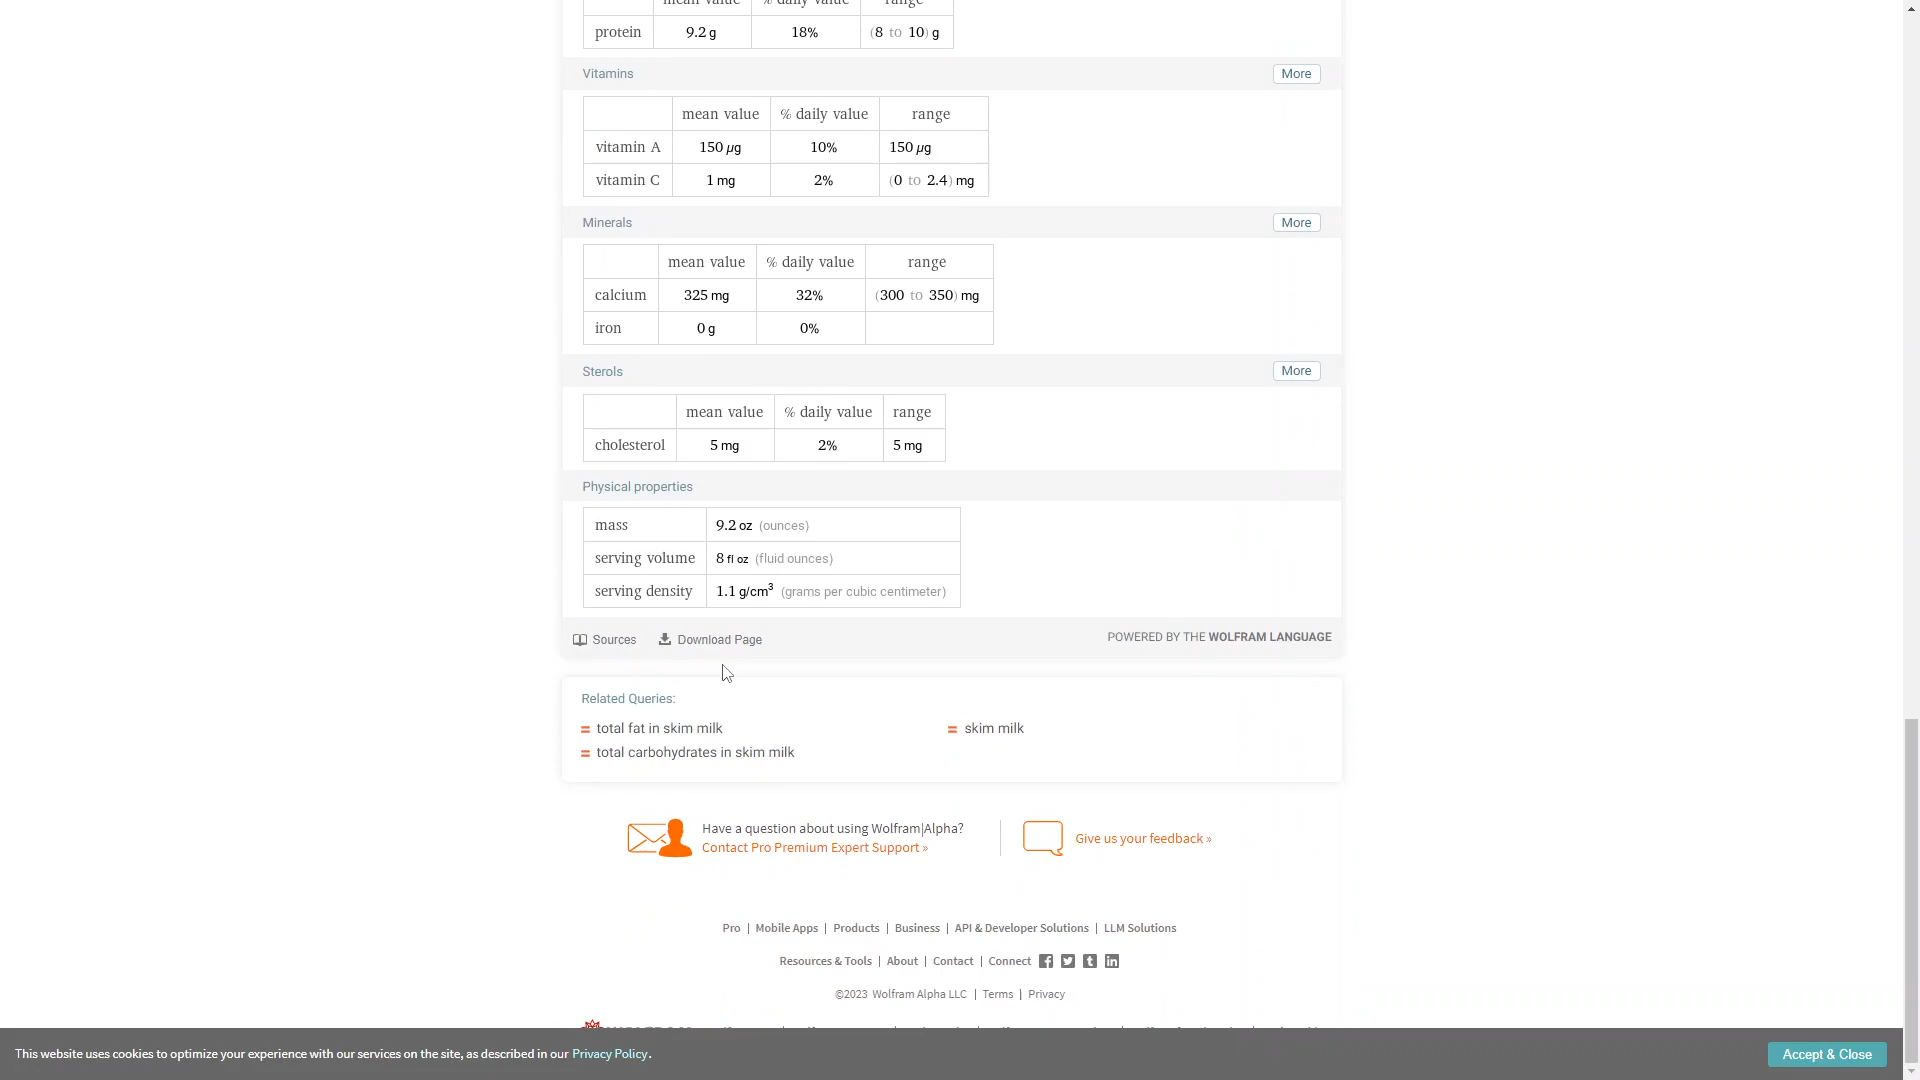 mean value % daily value range
protein 9.2 g 18% (8 to 10) g
Vitamins More
mean value % daily value range
vitamin A 150 μg 10% 150 μg
vitamin C 1 mg 2% (0 to 2.4) mg
Minerals More
mean value % daily value range
calcium 325 mg 32% (300 to 350) mg
iron 0 g 0%
Sterols More
mean value % daily value range
cholesterol 5 mg 2% 5 mg
Physical properties
mass 9.2 oz (ounces)
serving volume 8 fl oz (fluid ounces)
serving density 1.1 g/cm³ (grams per cubic centimeter)
Sources Download Page POWERED BY THE WOLFRAM LANGUAGE
Related Queries:
= total fat in skim milk = skim milk
= total carbohydrates in skim milk
Have a question about using Wolfram|Alpha?
Contact Pro Premium Expert Support »
Give us your feedback »
Pro | Mobile Apps | Products | Business | API & Developer Solutions | LLM Solutions
Resources & Tools | About | Contact | Connect
©2023 Wolfram Alpha LLC | Terms | Privacy
This website uses cookies to optimize your experience with our services on the site, as described in our Privacy Policy. Accept & Close